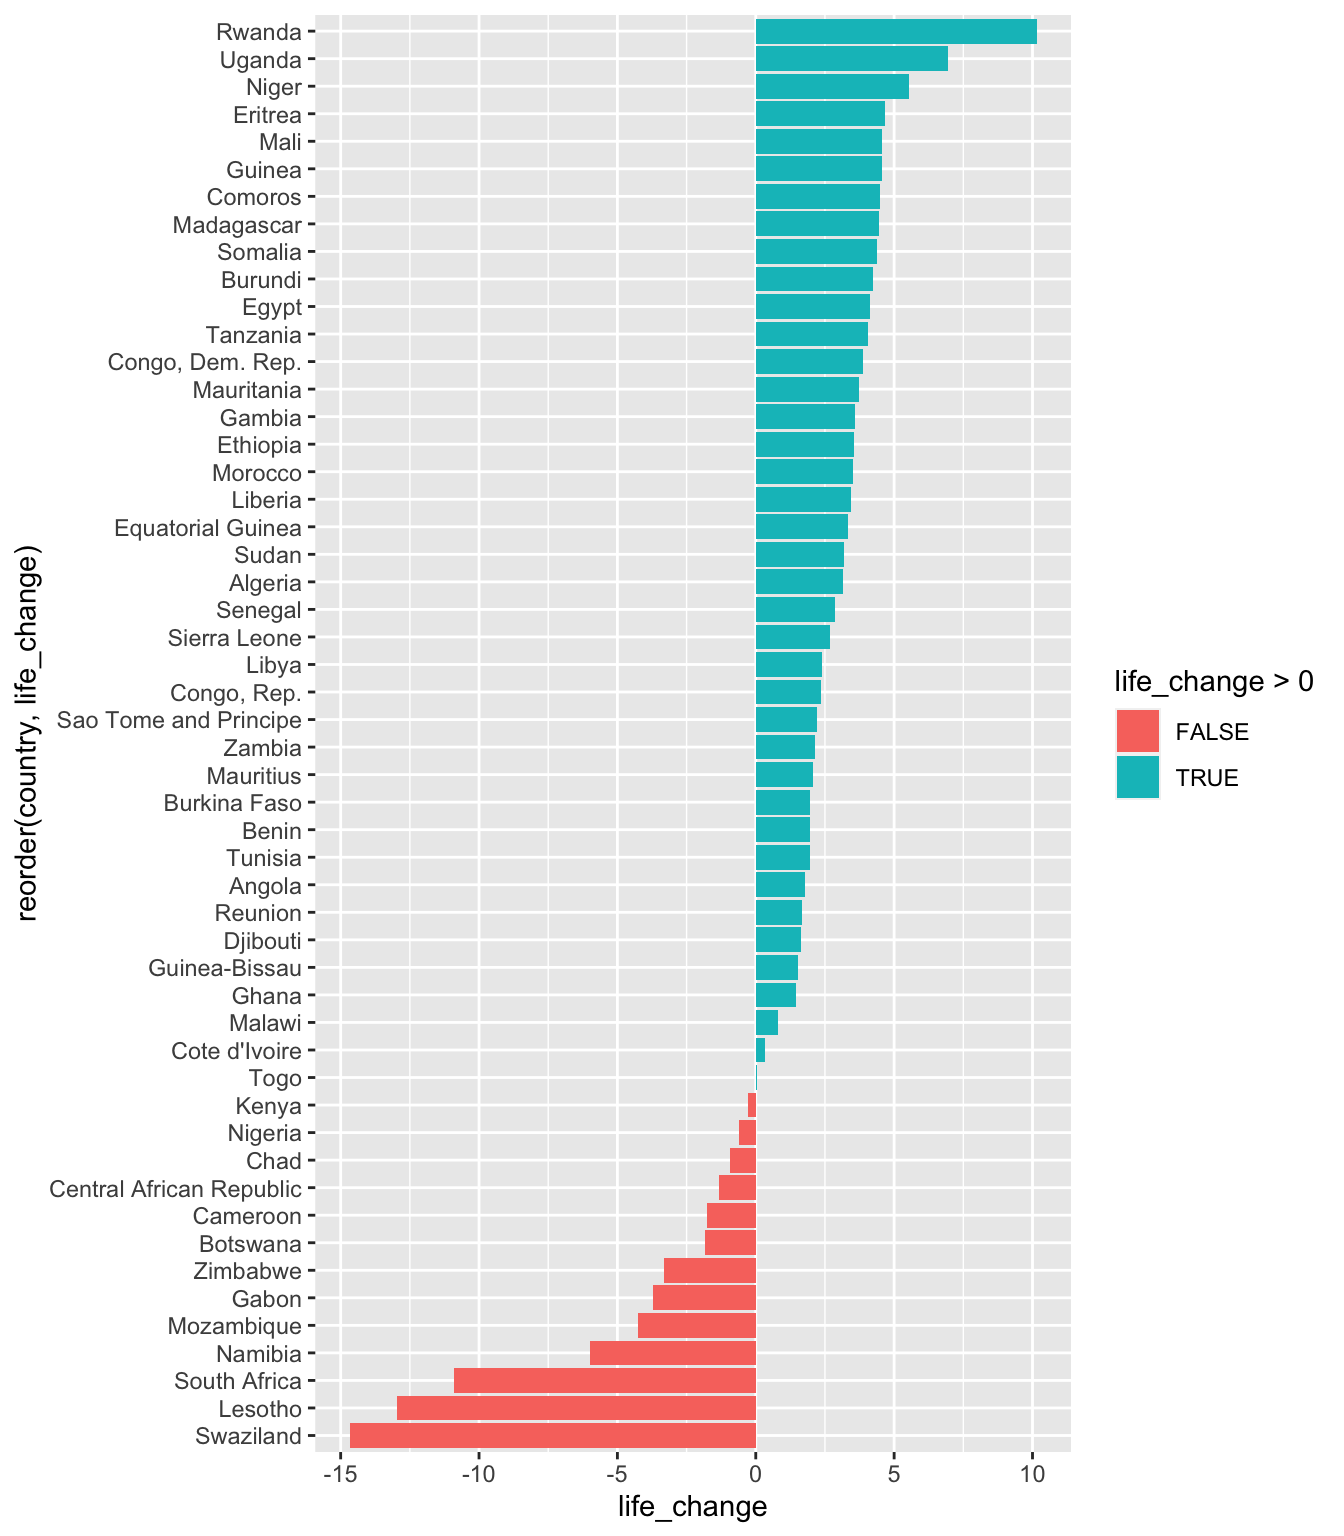 Rwanda
Uganda
Niger
Eritrea
Mali
Guinea
Comoros
Madagascar
Somalia
Burundi
Egypt
Tanzania
Congo, Dem. Rep.
Mauritania
Gambia
Ethiopia
Morocco
Liberia
Equatorial Guinea
Sudan
Algeria
Senegal
Sierra Leone
Libya
Congo, Rep.
Sao Tome and Principe
Zambia
Mauritius
Burkina Faso
Benin
Tunisia
Angola
Reunion
Djibouti
Guinea-Bissau
Ghana
Malawi
Cote d'Ivoire
Togo
Kenya
Nigeria
Chad
Central African Republic
Cameroon
Botswana
Zimbabwe
Gabon
Mozambique
Namibia
South Africa
Lesotho
Swaziland
reorder(country, life_change)
-15 -10 -5 0 5 10
life_change
life_change > 0
FALSE
TRUE